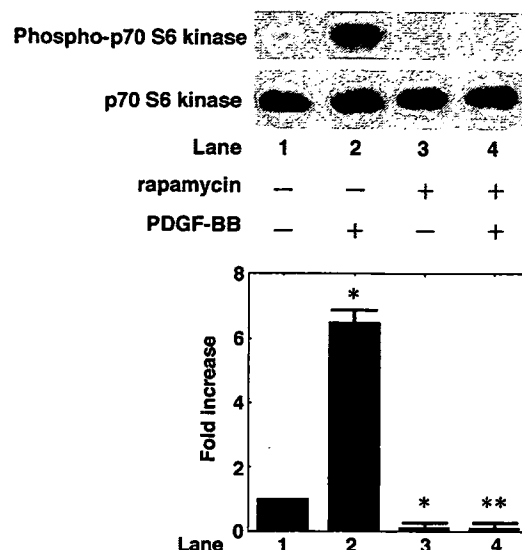 Phospho-p70 S6 kinase
p70 S6 kinase
Lane 1 2 3 4
rapamycin − − + +
PDGF-BB − + − +
8
6
4
2
0
Fold increase
*
*
**
Lane 1 2 3 4